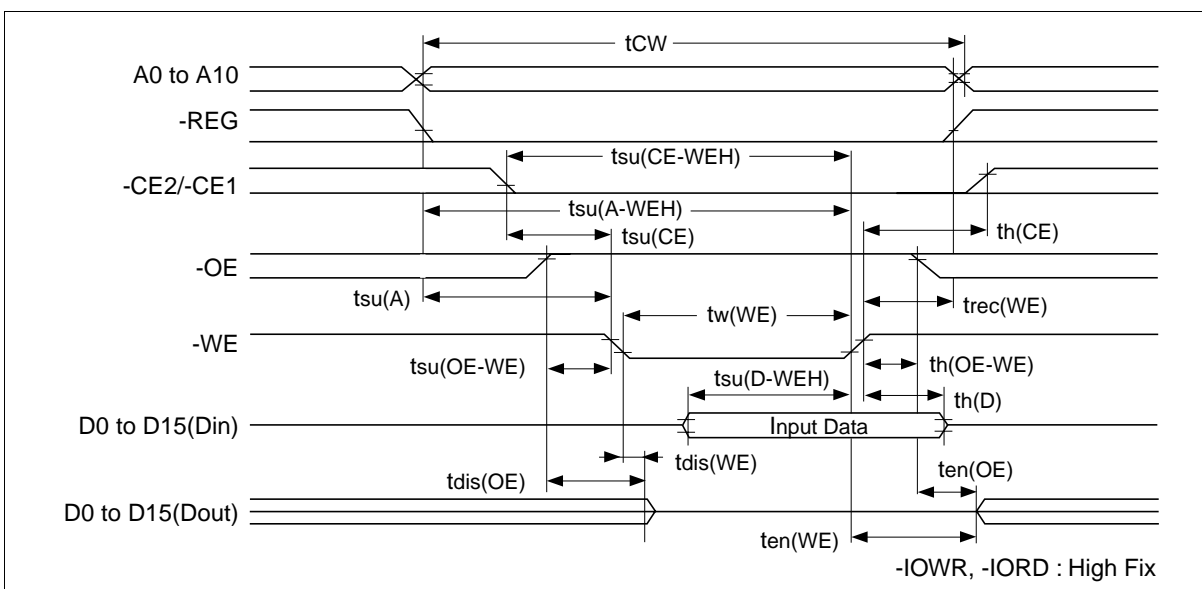 tCW
A0 to A10
-REG
tsu(CE-WEH)
-CE2/-CE1
tsu(A-WEH)
tsu(CE)
th(CE)
-OE
tsu(A)
tw(WE)
trec(WE)
-WE
tsu(OE-WE)
th(OE-WE)
tsu(D-WEH)
th(D)
D0 to D15(Din)
Input Data
tdis(WE)
tdis(OE)
ten(OE)
D0 to D15(Dout)
ten(WE)
-IOWR, -IORD : High Fix